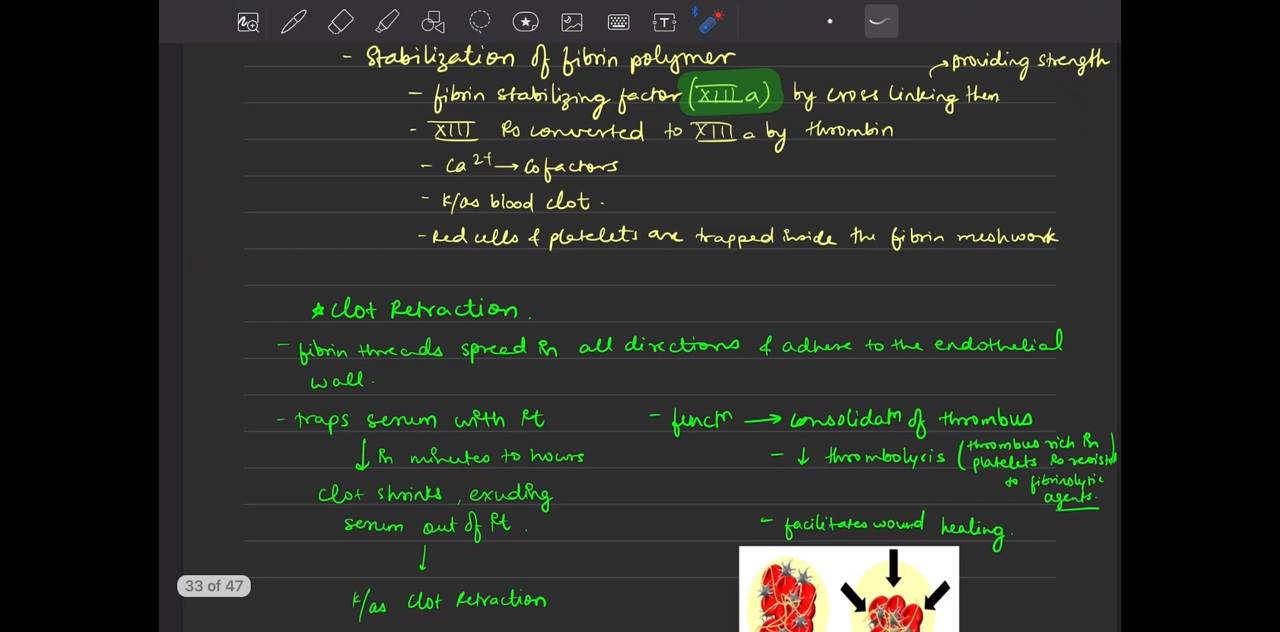 - Stabilization of fibrin polymer
→ providing strength
- fibrin stabilizing factor (XIII a) by cross linking them
- XIII is converted to XIII a by thrombin
- Ca2+ → Cofactors
- k/as blood clot.
- Red cells & platelets are trapped inside the fibrin meshwork
* Clot Retraction.
- fibrin threads spread in all directions & adhere to the endothelial
wall.
- traps serum with it
↓ in minutes to hours
Clot shrinks, exuding
serum out of it.
↓
k/as Clot Retraction
- functn → consolidatn of thrombus
- ↓ thrombolysis (thrombus rich in
platelets is resist
to fibrinolytic
agents.
- facilitates wound healing.
33 of 47